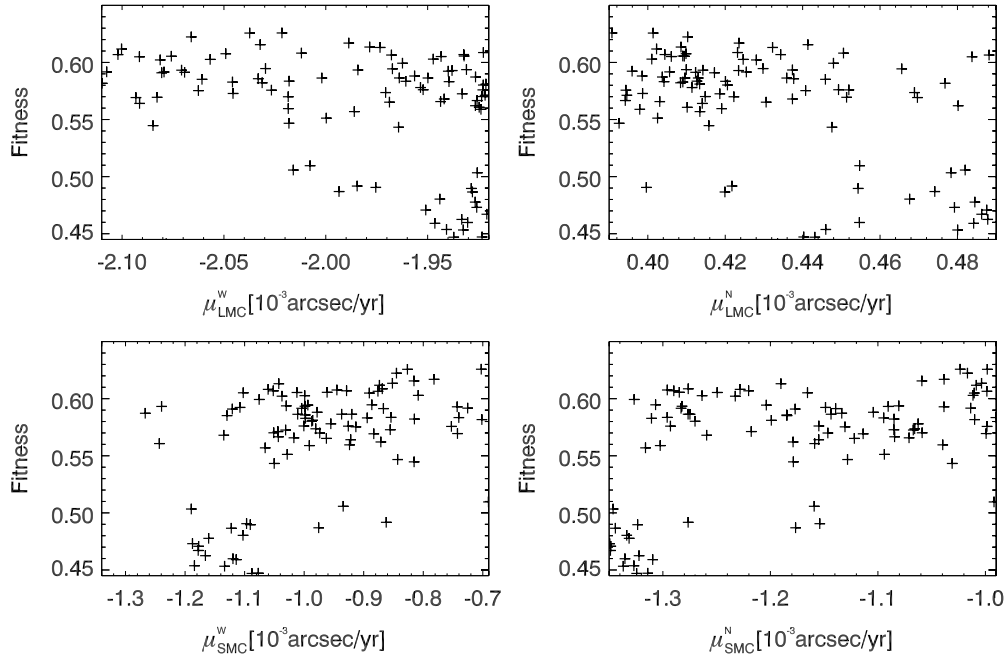 0.60
0.55
0.50
0.45
Fitness
-2.10 -2.05 -2.00 -1.95
μ^W_LMC[10^-3arcsec/yr]
0.60
0.55
0.50
0.45
Fitness
0.40 0.42 0.44 0.46 0.48
μ^N_LMC[10^-3arcsec/yr]
0.60
0.55
0.50
0.45
Fitness
-1.3 -1.2 -1.1 -1.0 -0.9 -0.8 -0.7
μ^W_SMC[10^-3arcsec/yr]
0.60
0.55
0.50
0.45
Fitness
-1.3 -1.2 -1.1 -1.0
μ^N_SMC[10^-3arcsec/yr]